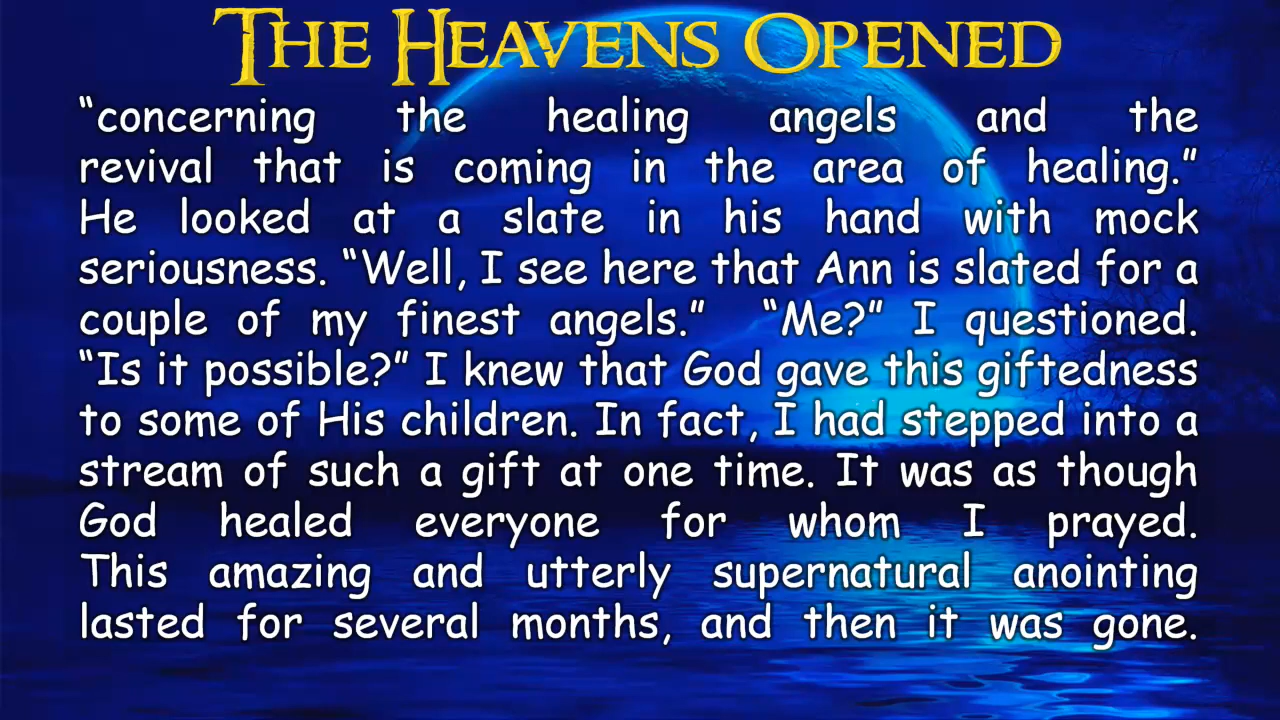 THE HEAVENS OPENED
“concerning the healing angels and the
revival that is coming in the area of healing.”
He looked at a slate in his hand with mock
seriousness. “Well, I see here that Ann is slated for a
couple of my finest angels.” “Me?” I questioned.
“Is it possible?” I knew that God gave this giftedness
to some of His children. In fact, I had stepped into a
stream of such a gift at one time. It was as though
God healed everyone for whom I prayed.
This amazing and utterly supernatural anointing
lasted for several months, and then it was gone.